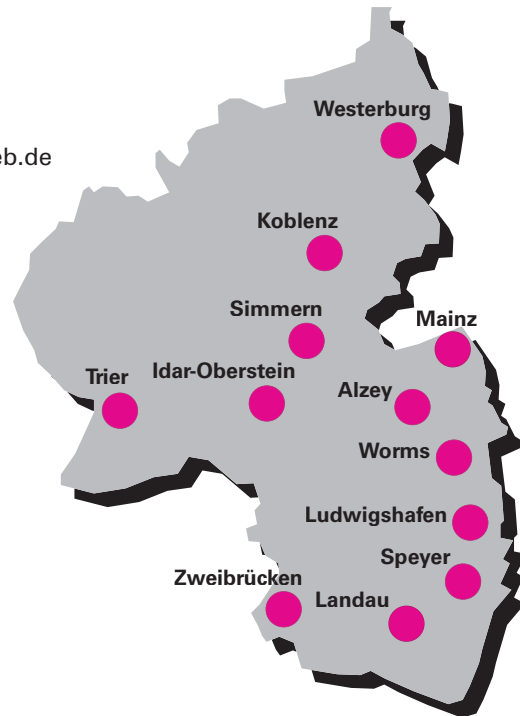 Westerburg
eb.de
Koblenz
Simmern
Mainz
Idar-Oberstein
Trier
Alzey
Worms
Ludwigshafen
Speyer
Zweibrücken
Landau